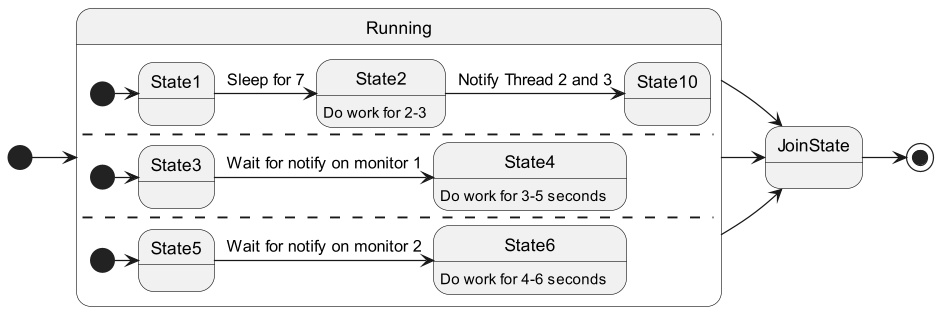 Running
State1
Sleep for 7
State2
Do work for 2-3
Notify Thread 2 and 3
State10
State3
Wait for notify on monitor 1
State4
Do work for 3-5 seconds
State5
Wait for notify on monitor 2
State6
Do work for 4-6 seconds
JoinState